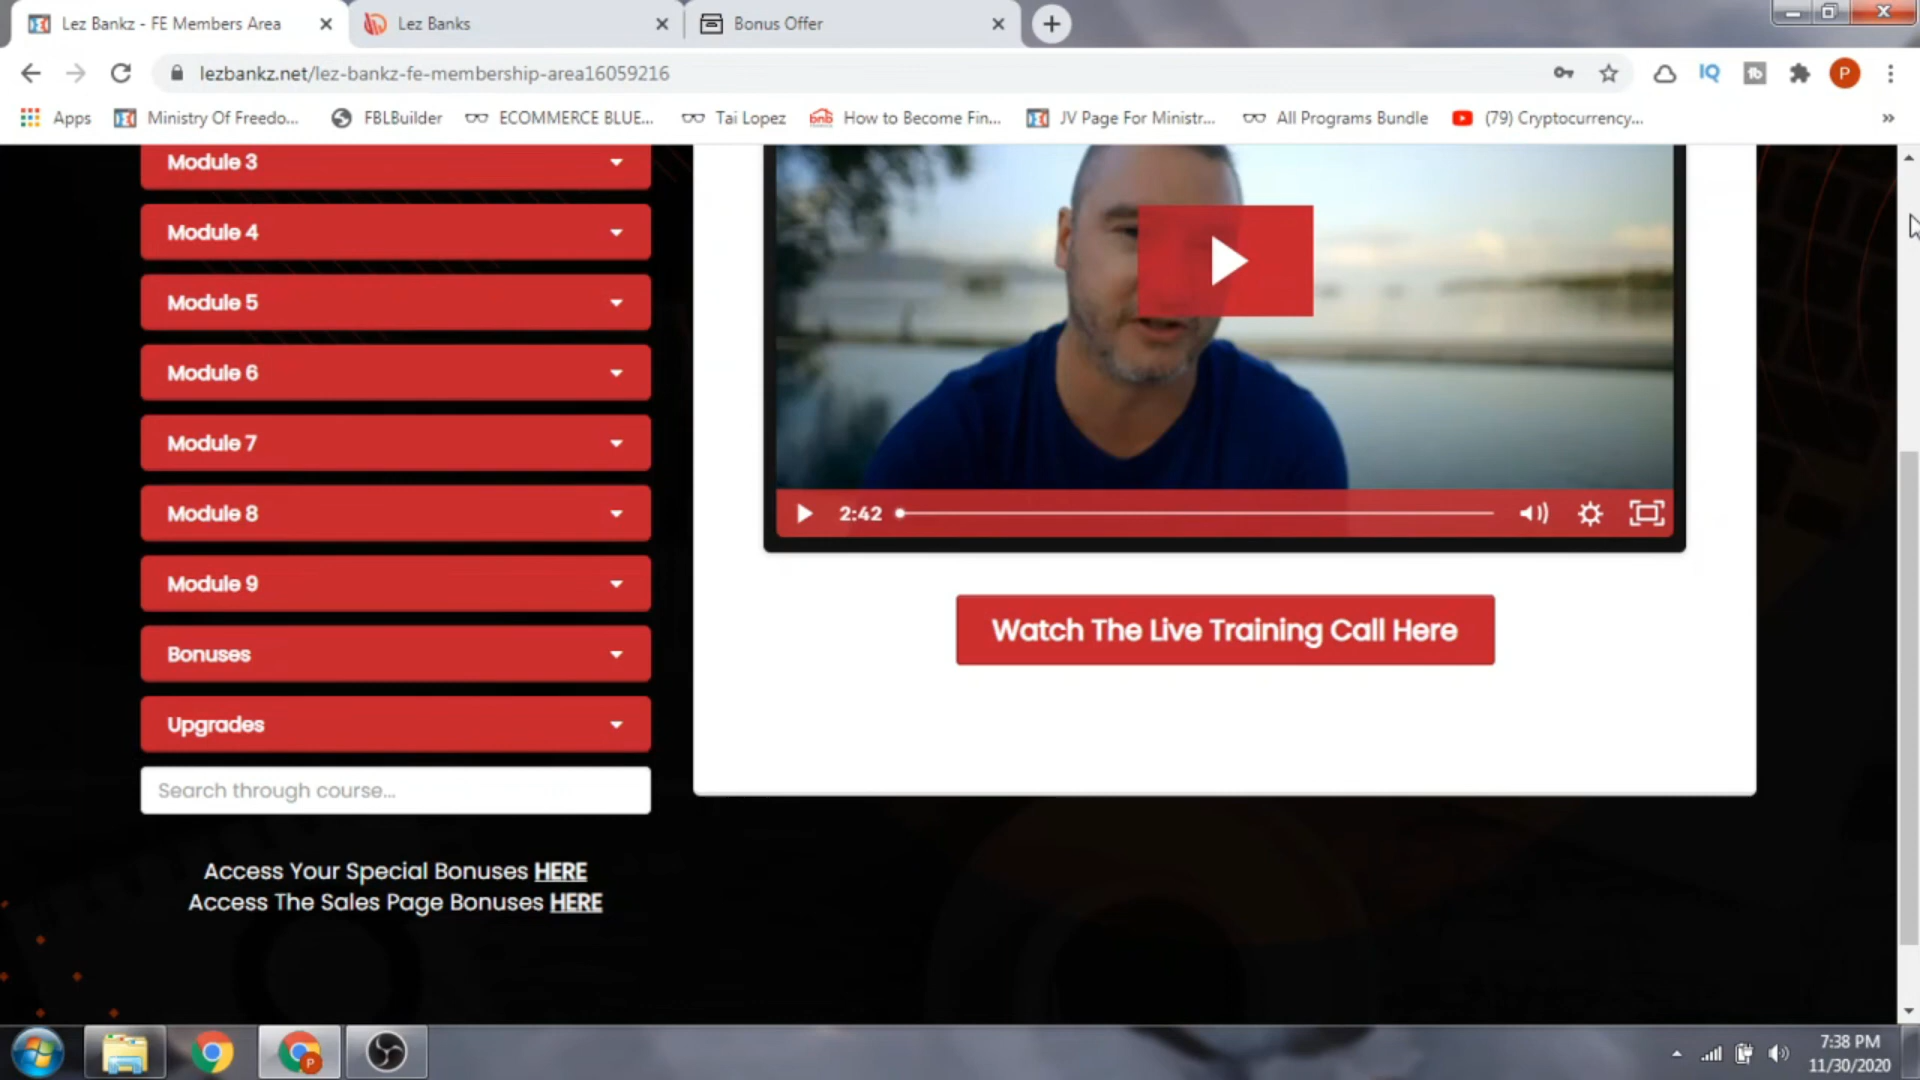 Lez Bankz - FE Members Area
Lez Banks
Bonus Offer
lezbankz.net/lez-bankz-fe-membership-area16059216
IQ
P
Apps
Ministry Of Freedo...
FBLBuilder
ECOMMERCE BLUE...
Tai Lopez
bnb
How to Become Fin...
JV Page For Ministr...
All Programs Bundle
(79) Cryptocurrency...
Module 3
Module 4
Module 5
Module 6
Module 7
Module 8
Module 9
Bonuses
Upgrades
Search through course...
Access Your Special Bonuses HERE
Access The Sales Page Bonuses HERE
2:42
Watch The Live Training Call Here
P
7:38 PM
11/30/2020